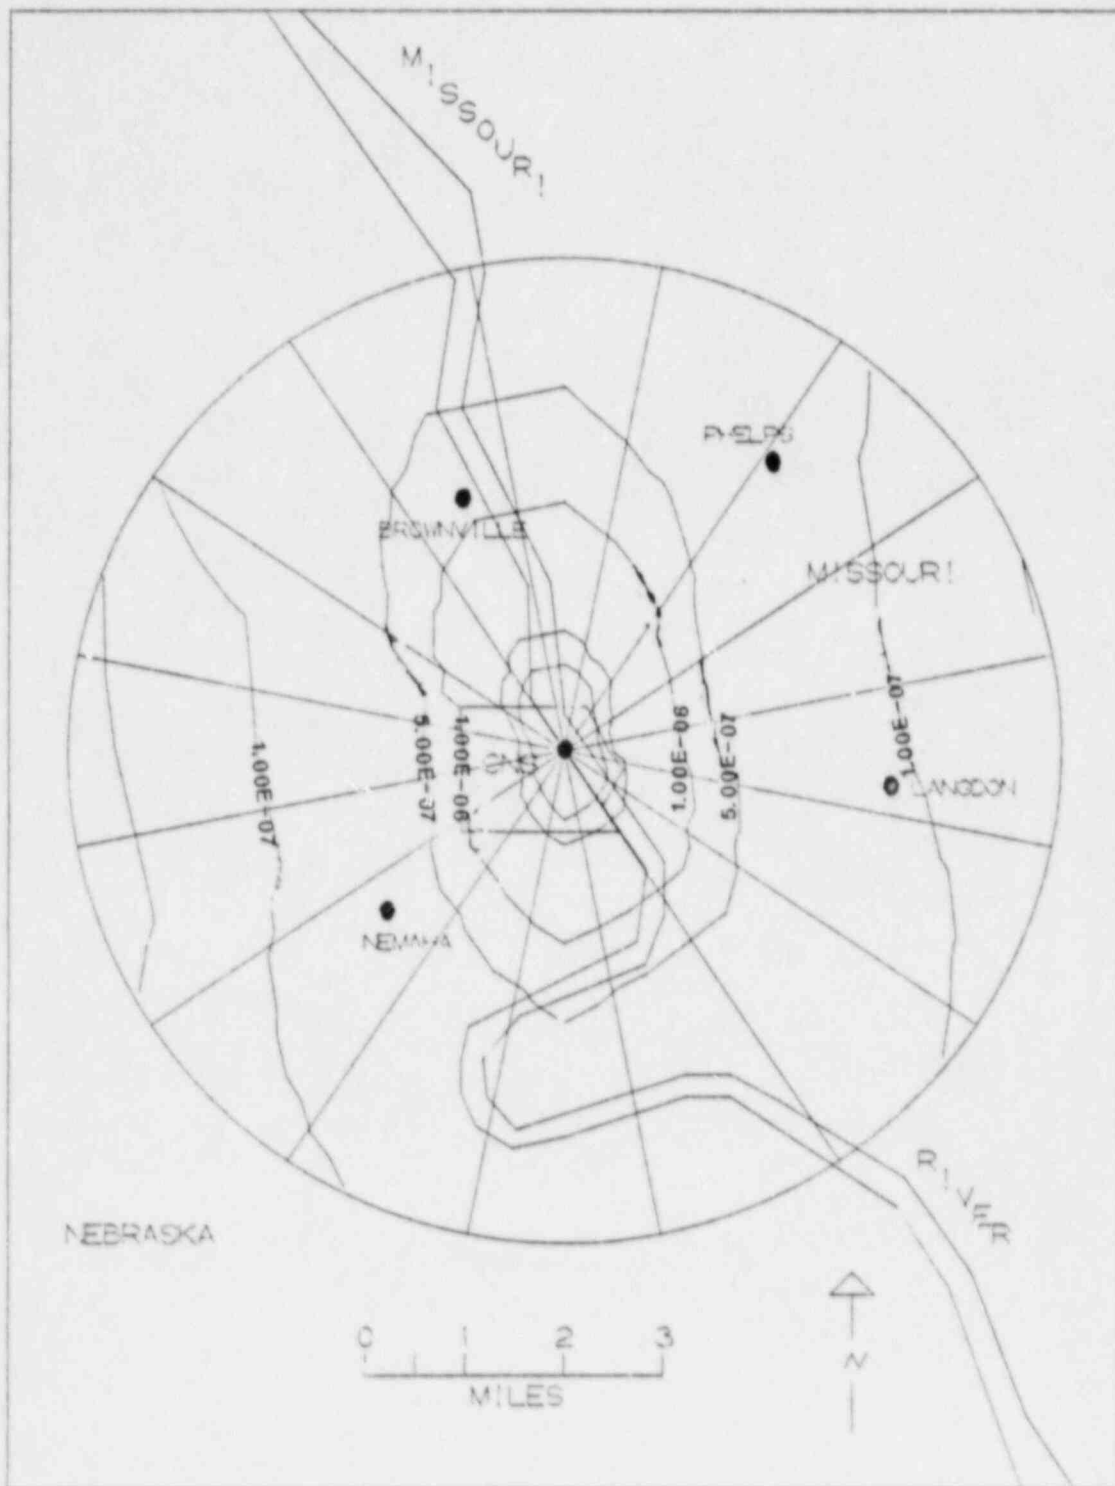 MISSOURI
PHELPS
BROWNVILLE
MISSOURI
5.00E-07
1.00E-06
1.00E-06
5.00E-07
1.00E-07
1.00E-07
LANGDON
NEMAHA
RIVER
NEBRASKA
0 1 2 3
MILES
N